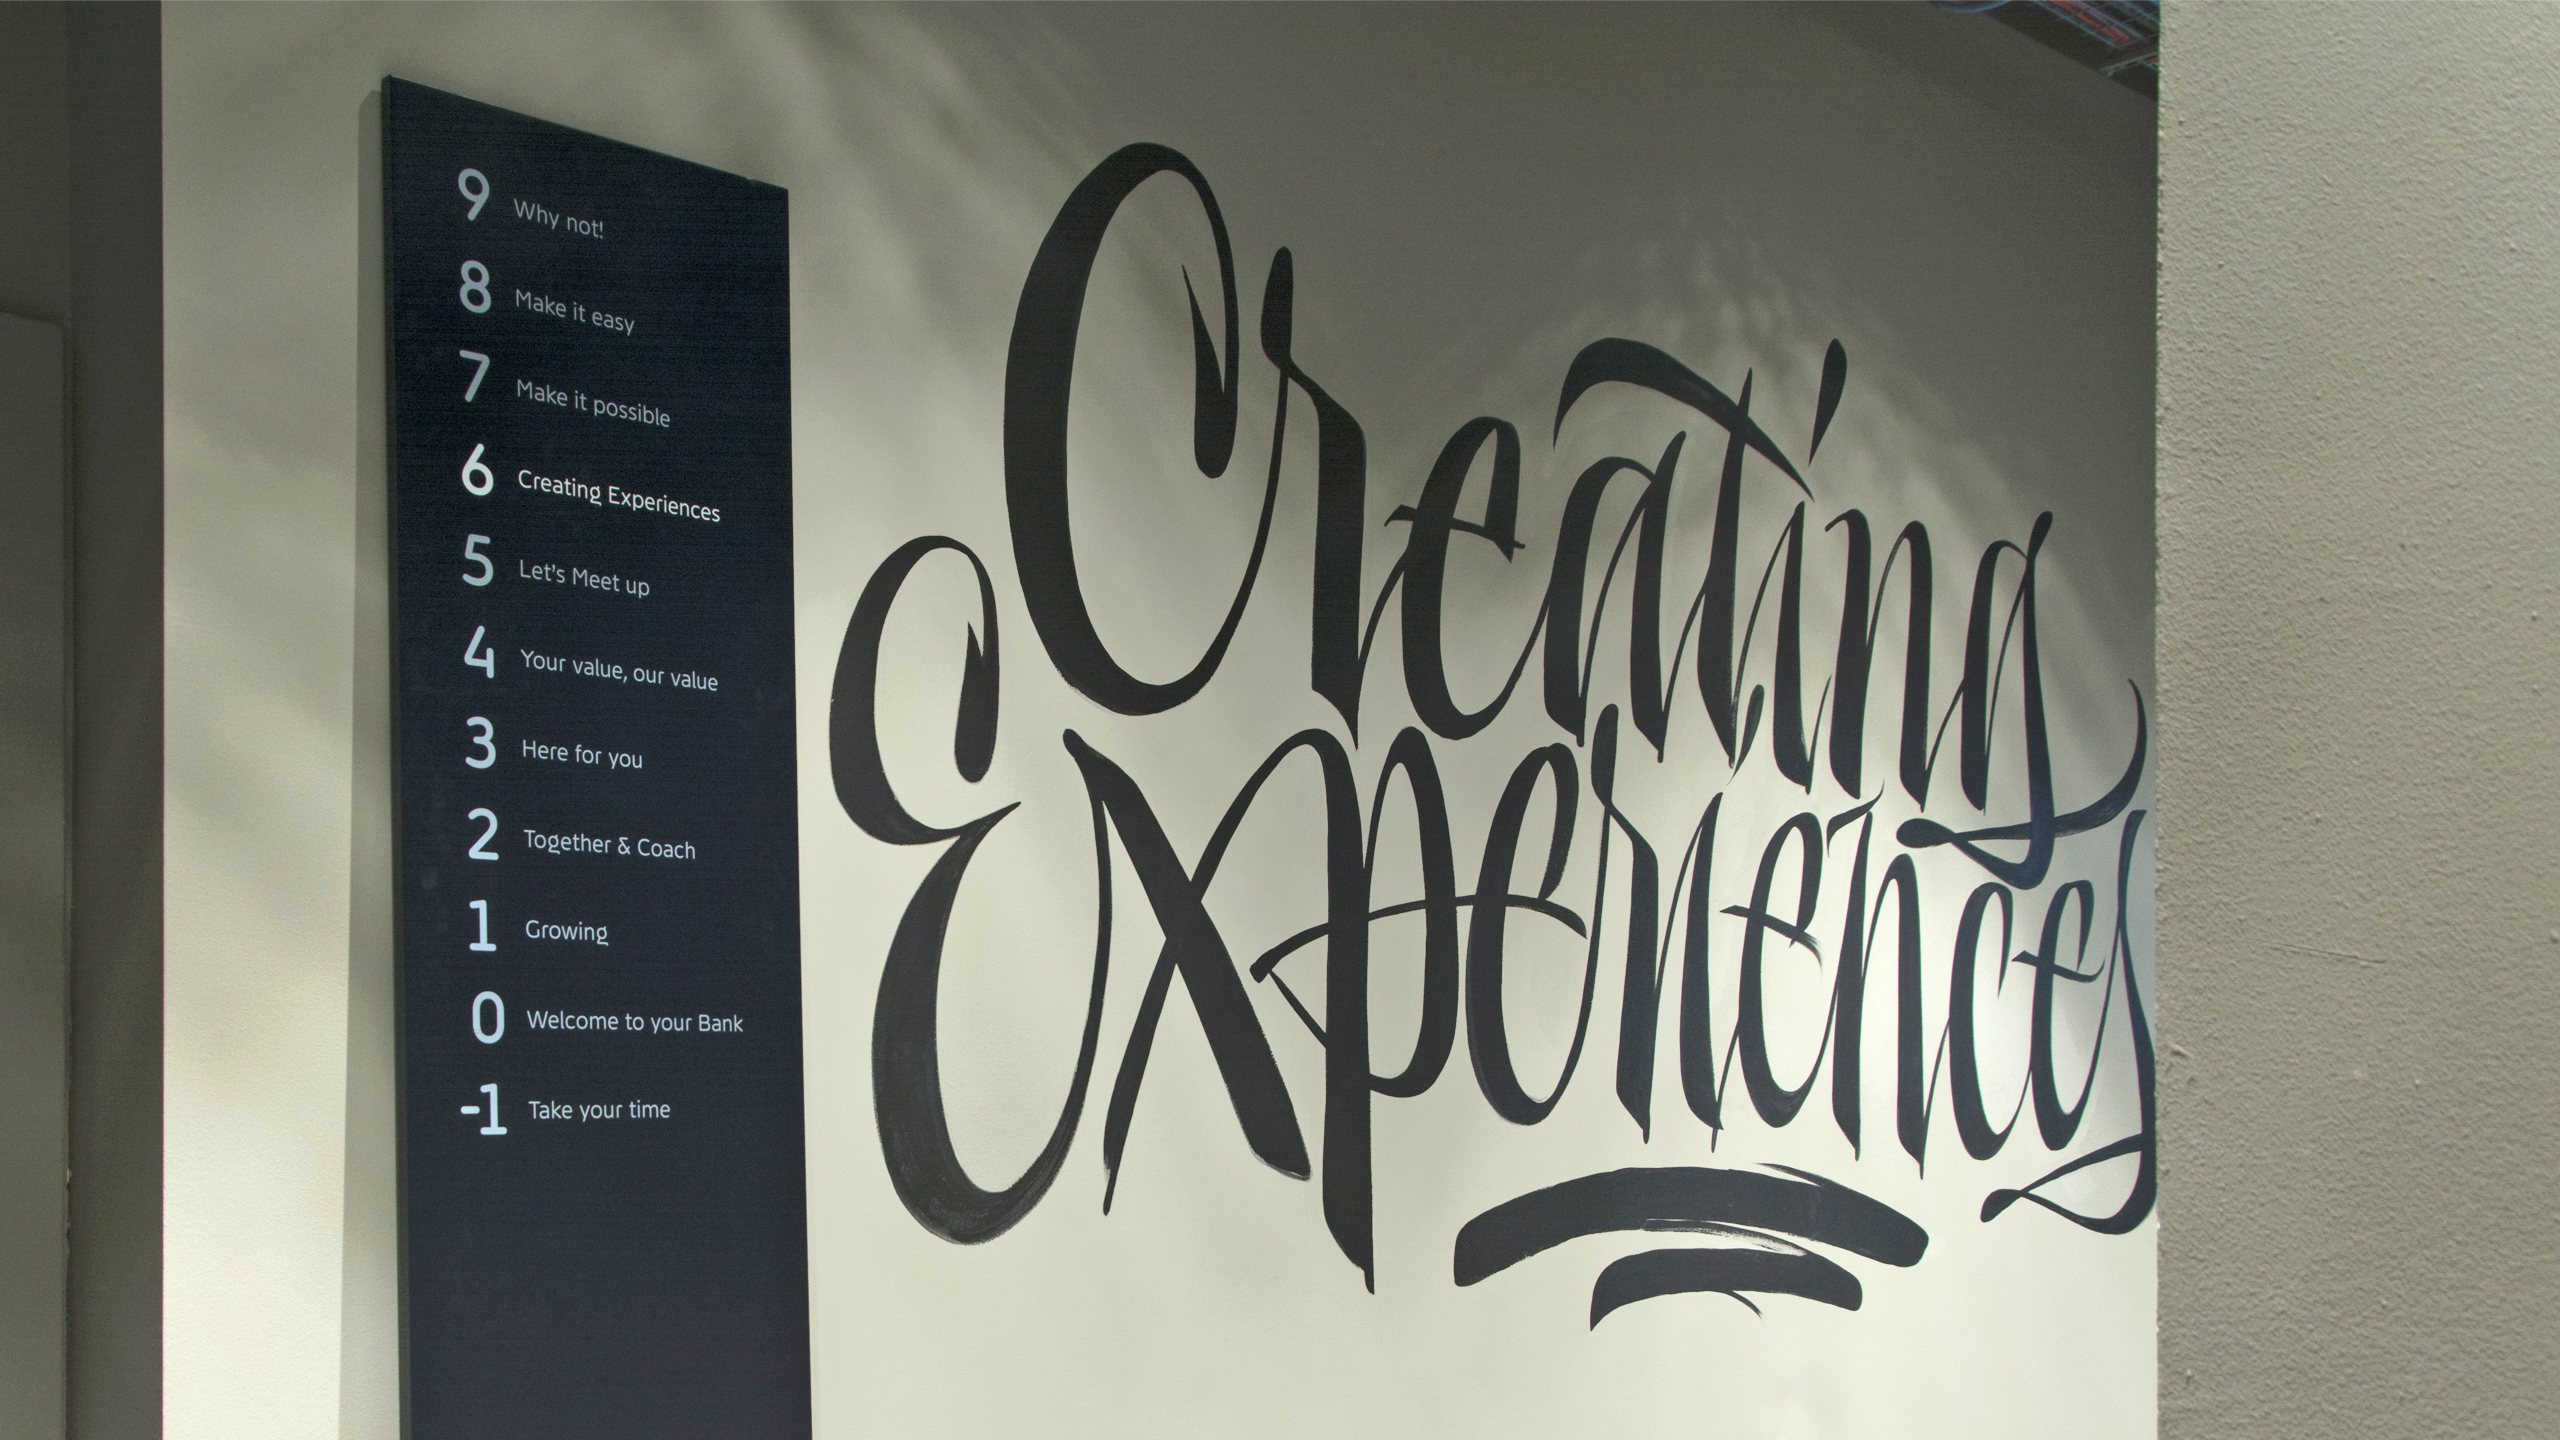 9 Why not!
8 Make it easy
7 Make it possible
6 Creating Experiences
5 Let's Meet up
4 Your value, our value
3 Here for you
2 Together & Coach
1 Growing
0 Welcome to your Bank
-1 Take your time
Creating
Experiences